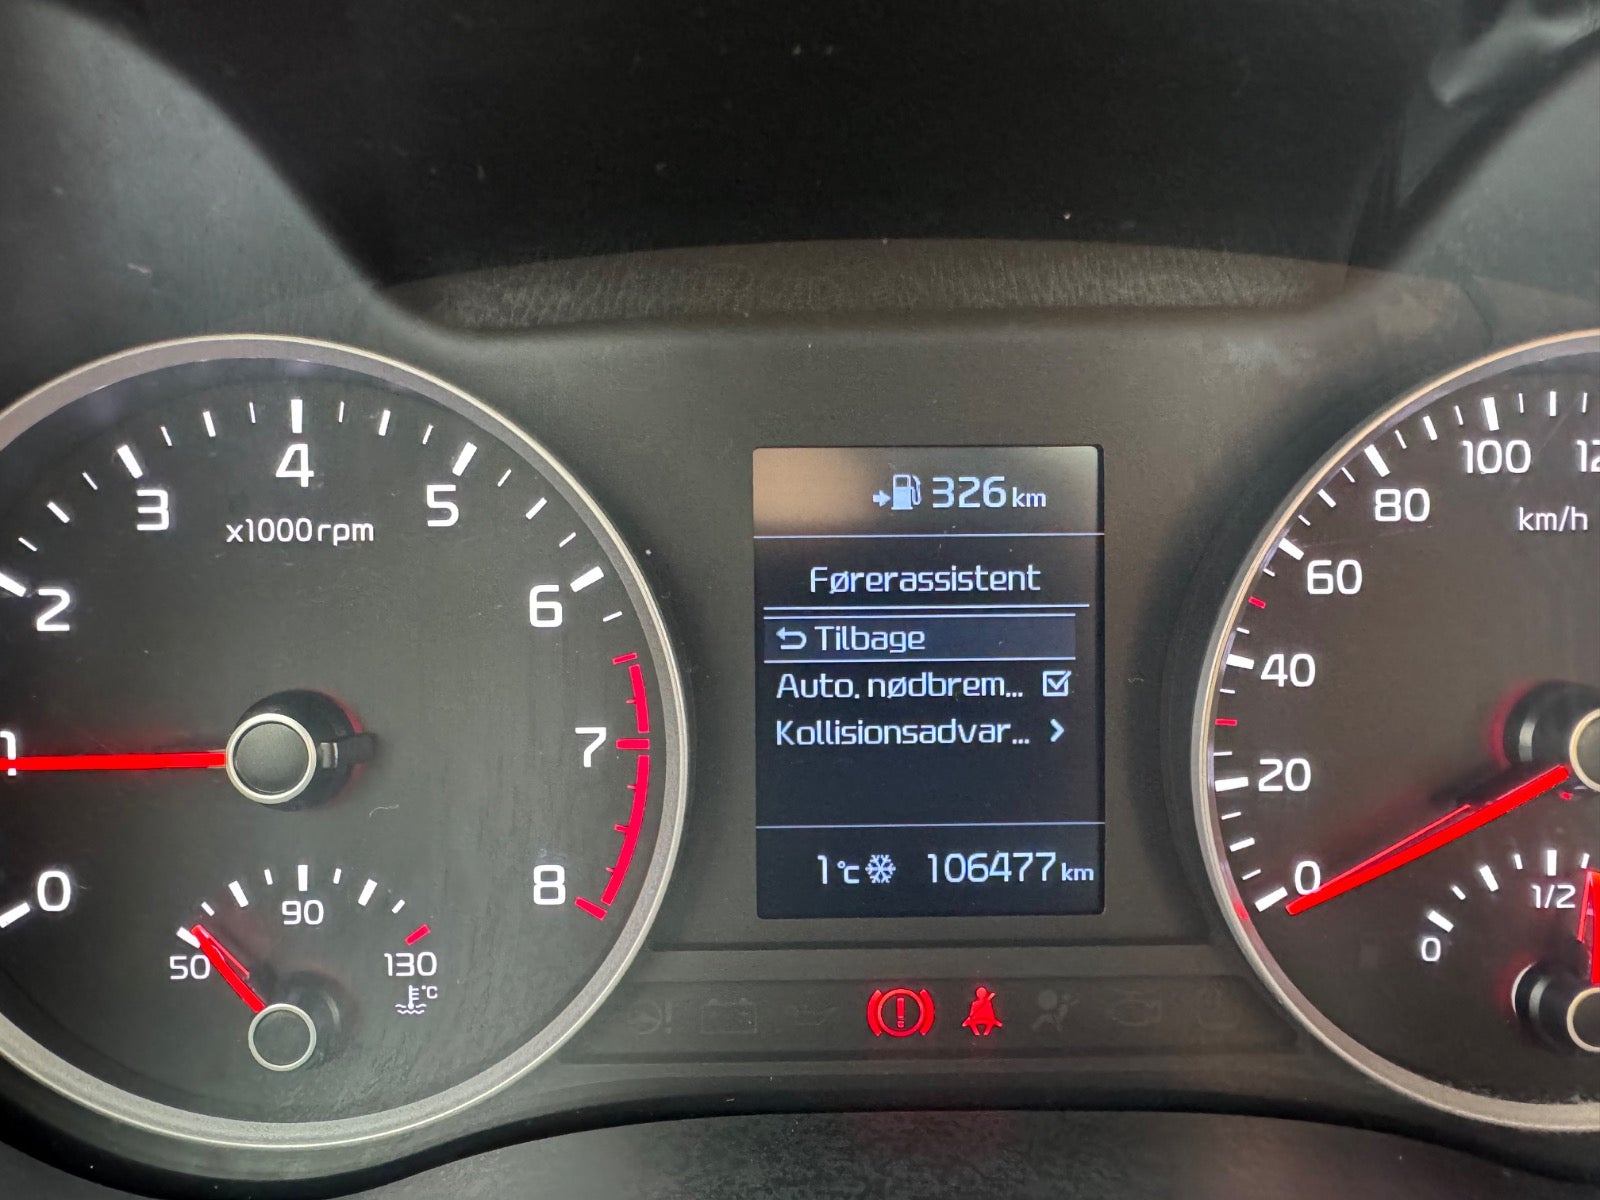 326 km
Førerassistent
Tilbage
Auto. nødbrem...
Kollisionsadvar...
1°C 106477 km
0
1
2
3
4
5
6
7
8
x1000rpm
50
90
130
°C
0
20
40
60
80
100
km/h
0
1/2